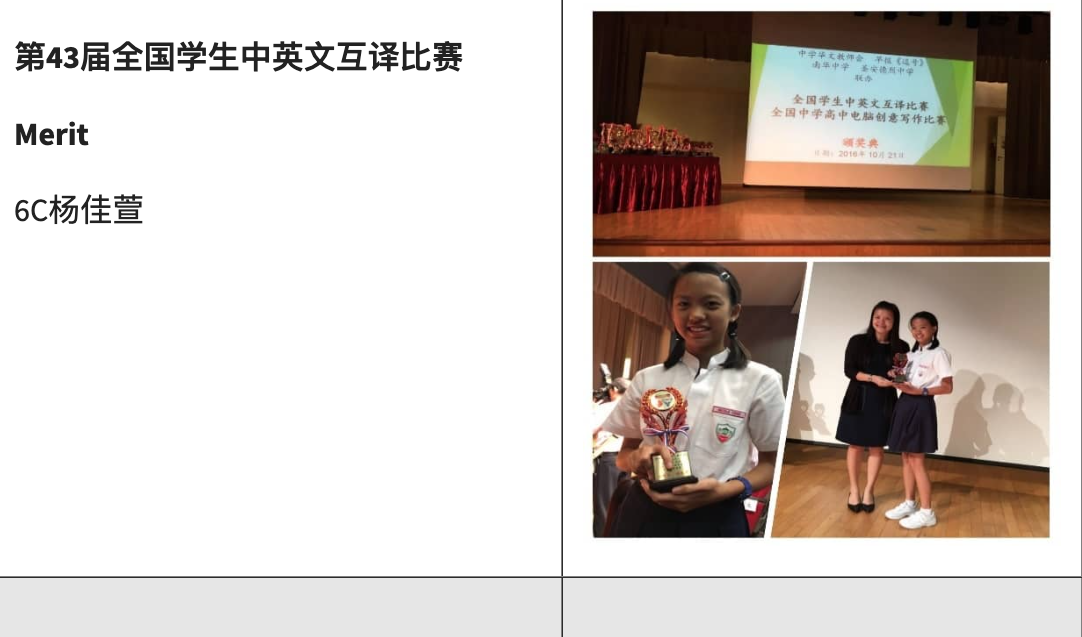 第43届全国学生中英文互译比赛
Merit
6C杨佳萱
中学华文教师会 早报《逗号》
南华中学 圣安德烈中学
联办
全国学生中英文互译比赛
全国中学高中电脑创意写作比赛
颁奖典
日期：2016年 10月 21日